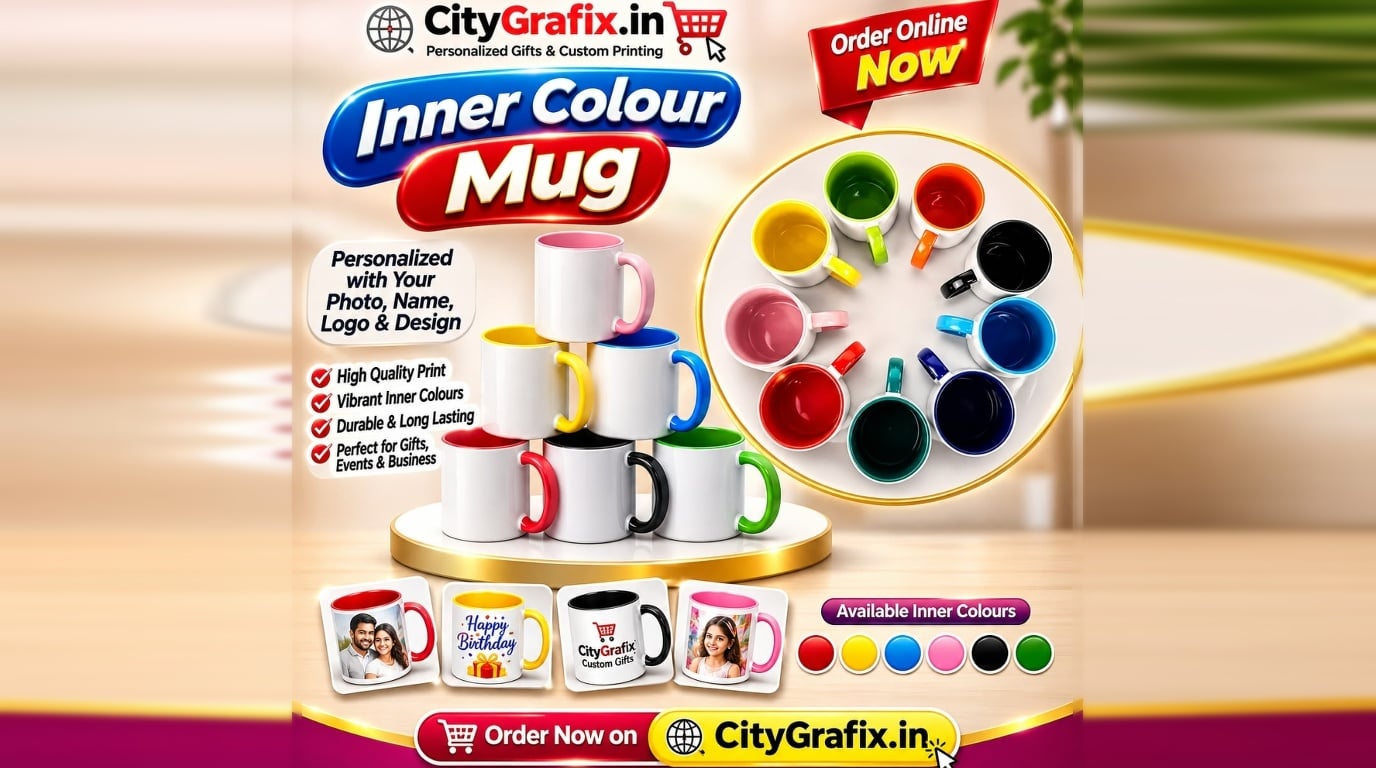 CityGrafix.in
Personalized Gifts & Custom Printing
Order Online
Now
Inner Colour
Mug
Personalized
with Your
Photo, Name,
Logo & Design
High Quality Print
Vibrant Inner Colours
Durable & Long Lasting
Perfect for Gifts,
Events & Business
Happy
Birthday
CityGrafix
Custom Gifts
Available Inner Colours
Order Now on
CityGrafix.in